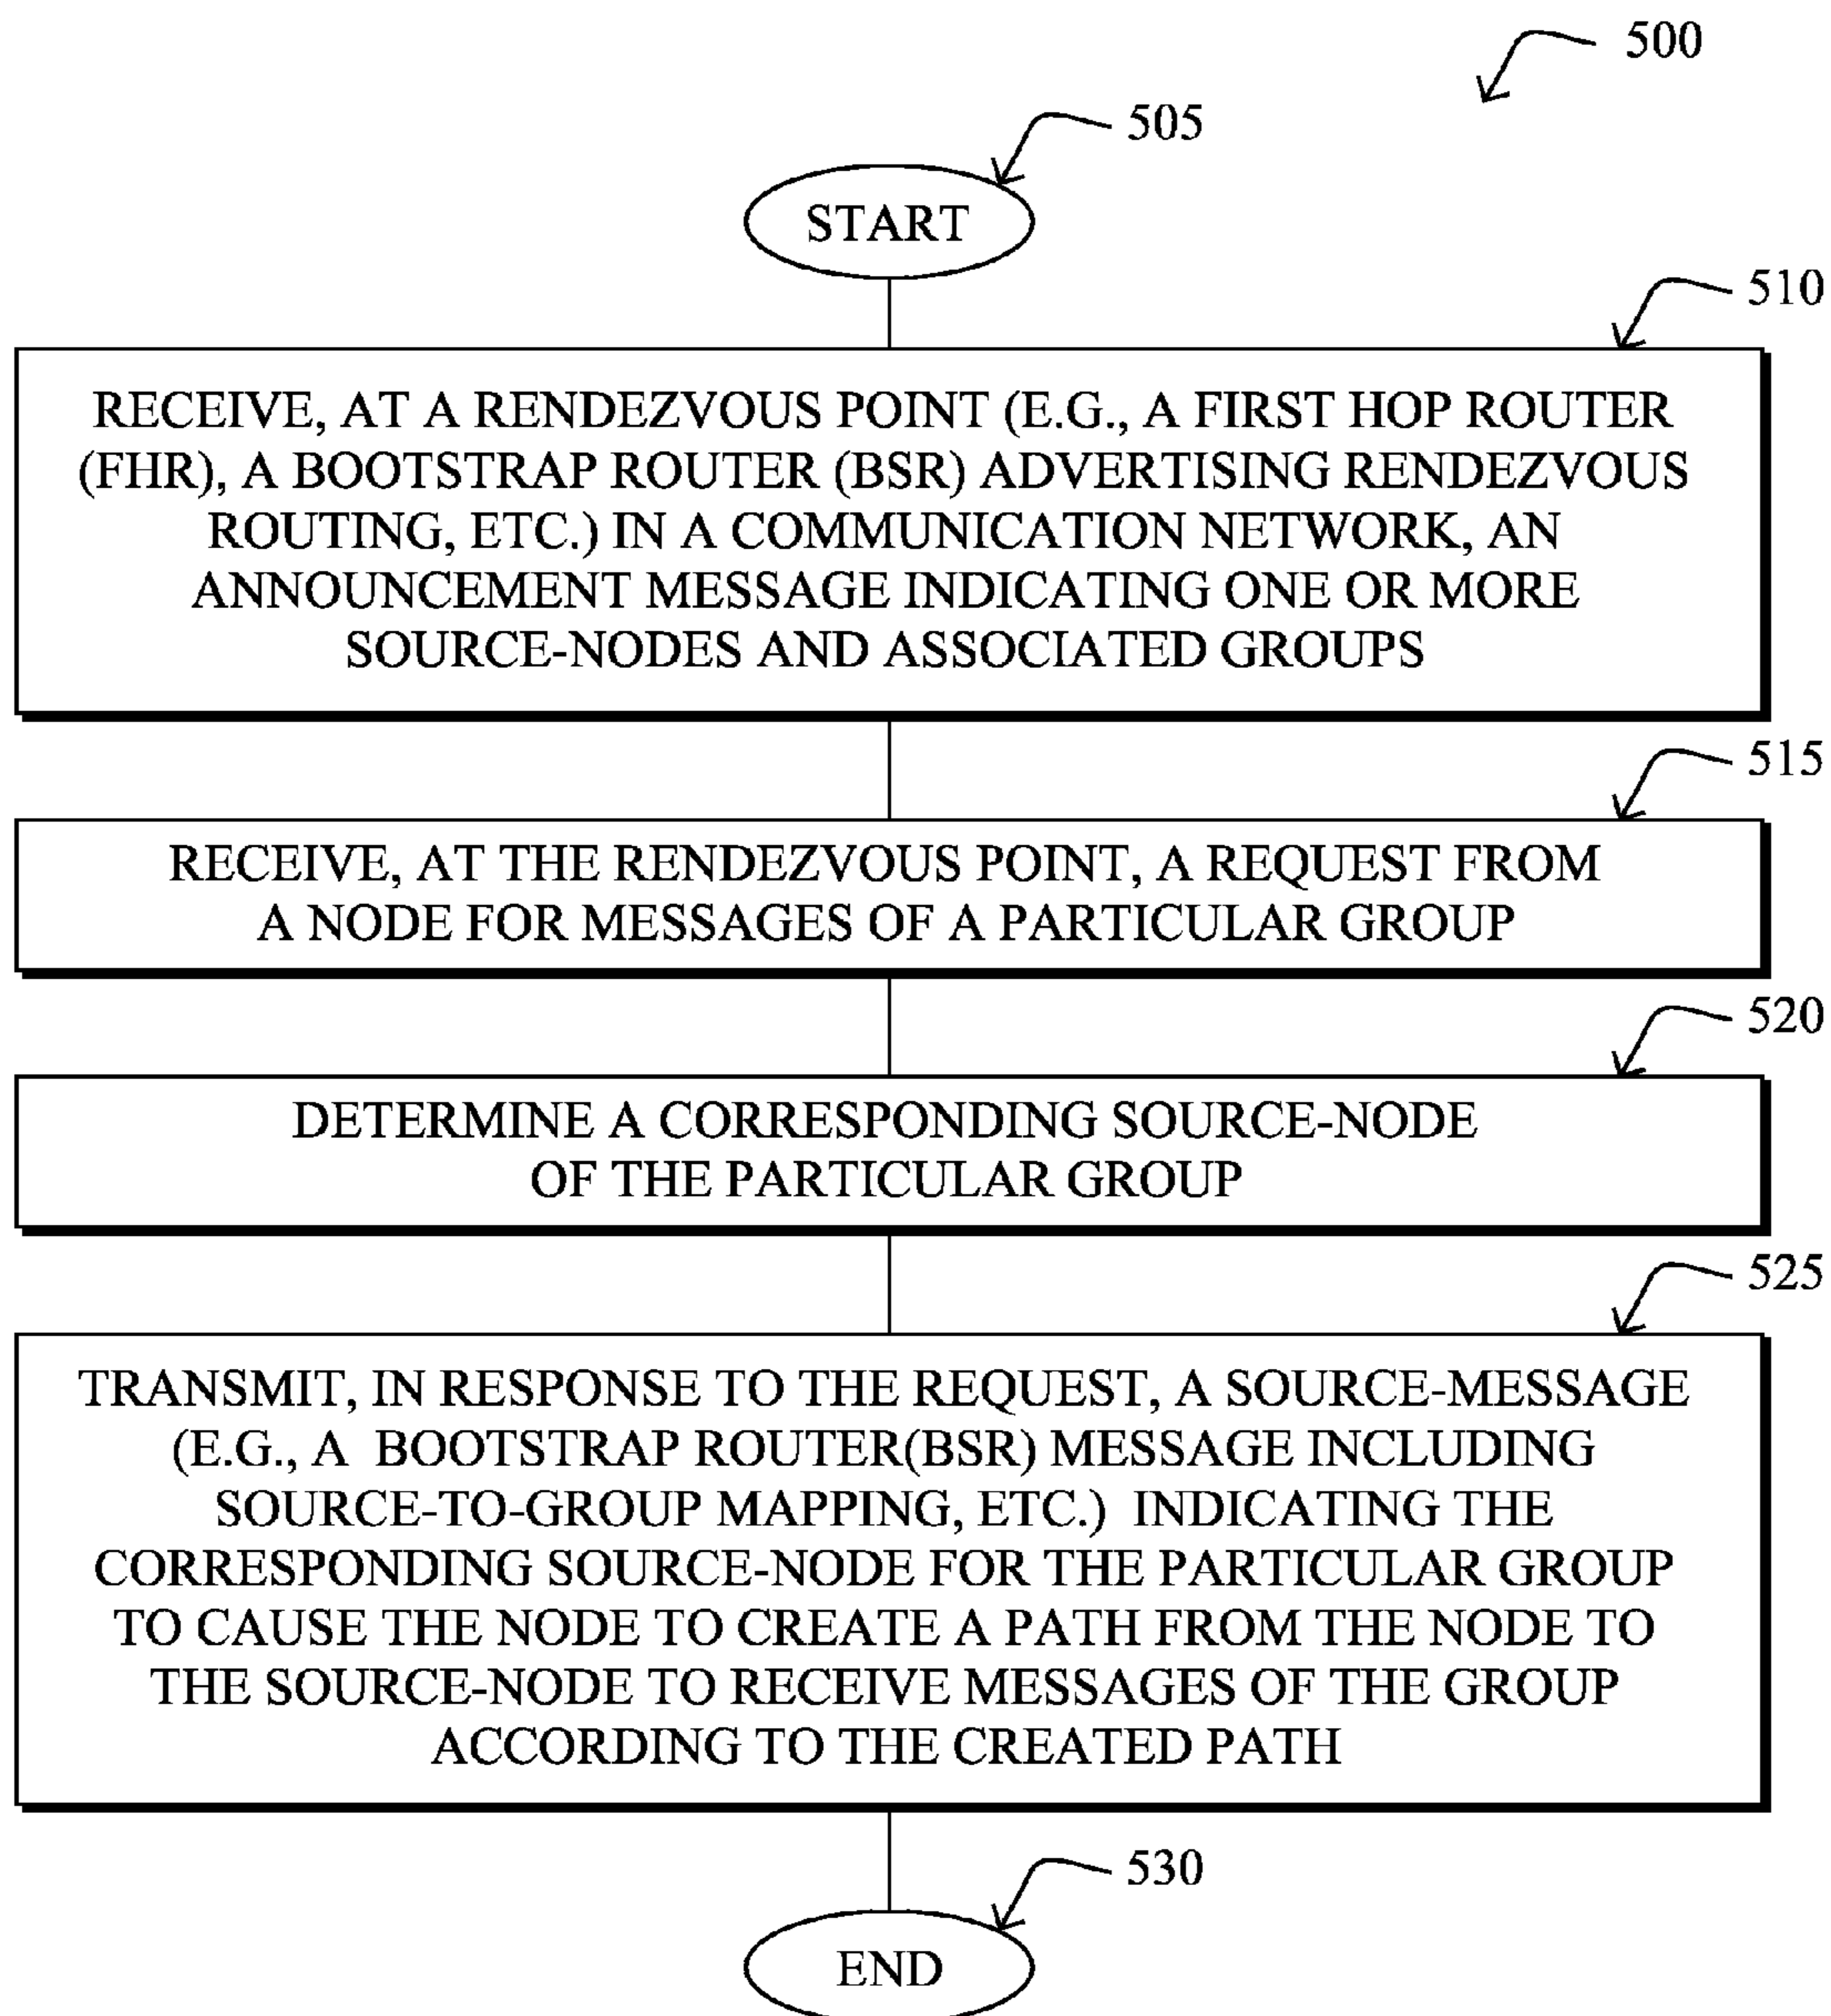 500
505
START
510
RECEIVE, AT A RENDEZVOUS POINT (E.G., A FIRST HOP ROUTER
(FHR), A BOOTSTRAP ROUTER (BSR) ADVERTISING RENDEZVOUS
ROUTING, ETC.) IN A COMMUNICATION NETWORK, AN
ANNOUNCEMENT MESSAGE INDICATING ONE OR MORE
SOURCE-NODES AND ASSOCIATED GROUPS
515
RECEIVE, AT THE RENDEZVOUS POINT, A REQUEST FROM
A NODE FOR MESSAGES OF A PARTICULAR GROUP
520
DETERMINE A CORRESPONDING SOURCE-NODE
OF THE PARTICULAR GROUP
525
TRANSMIT, IN RESPONSE TO THE REQUEST, A SOURCE-MESSAGE
(E.G., A BOOTSTRAP ROUTER(BSR) MESSAGE INCLUDING
SOURCE-TO-GROUP MAPPING, ETC.) INDICATING THE
CORRESPONDING SOURCE-NODE FOR THE PARTICULAR GROUP
TO CAUSE THE NODE TO CREATE A PATH FROM THE NODE TO
THE SOURCE-NODE TO RECEIVE MESSAGES OF THE GROUP
ACCORDING TO THE CREATED PATH
530
END